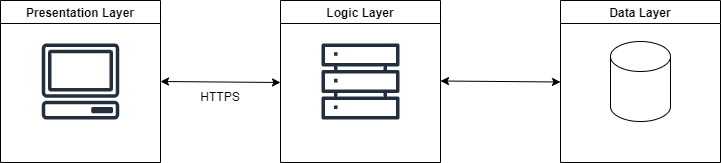 Presentation Layer
Logic Layer
Data Layer
HTTPS